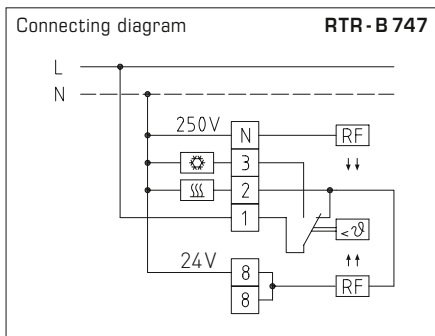 Connecting diagram RTR-B 747
L
N
250V N RF
3
2
1
< ϑ
24V 8
8 RF